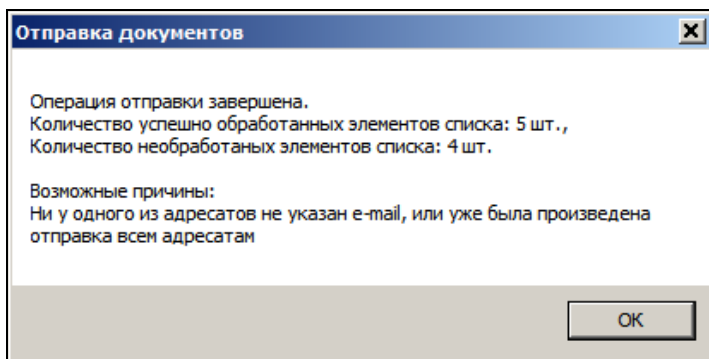 Отправка документов
Операция отправки завершена.
Количество успешно обработанных элементов списка: 5 шт.,
Количество необработаных элементов списка: 4 шт.
Возможные причины:
Ни у одного из адресатов не указан e-mail, или уже была произведена
отправка всем адресатам
OK